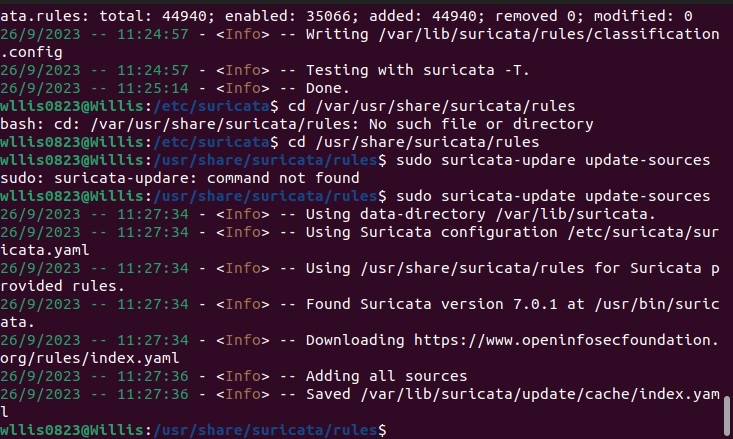 ata.rules: total: 44940; enabled: 35066; added: 44940; removed 0; modified: 0
26/9/2023 -- 11:24:57 - <Info> -- Writing /var/lib/suricata/rules/classification
.config
26/9/2023 -- 11:24:57 - <Info> -- Testing with suricata -T.
26/9/2023 -- 11:25:14 - <Info> -- Done.
wllis0823@Willis:/etc/suricata$ cd /var/usr/share/suricata/rules
bash: cd: /var/usr/share/suricata/rules: No such file or directory
wllis0823@Willis:/etc/suricata$ cd /usr/share/suricata/rules
wllis0823@Willis:/usr/share/suricata/rules$ sudo suricata-updare update-sources
sudo: suricata-updare: command not found
wllis0823@Willis:/usr/share/suricata/rules$ sudo suricata-update update-sources
26/9/2023 -- 11:27:34 - <Info> -- Using data-directory /var/lib/suricata.
26/9/2023 -- 11:27:34 - <Info> -- Using Suricata configuration /etc/suricata/sur
icata.yaml
26/9/2023 -- 11:27:34 - <Info> -- Using /usr/share/suricata/rules for Suricata p
rovided rules.
26/9/2023 -- 11:27:34 - <Info> -- Found Suricata version 7.0.1 at /usr/bin/suric
ata.
26/9/2023 -- 11:27:34 - <Info> -- Downloading https://www.openinfosecfoundation.
org/rules/index.yaml
26/9/2023 -- 11:27:36 - <Info> -- Adding all sources
26/9/2023 -- 11:27:36 - <Info> -- Saved /var/lib/suricata/update/cache/index.yam
l
wllis0823@Willis:/usr/share/suricata/rules$